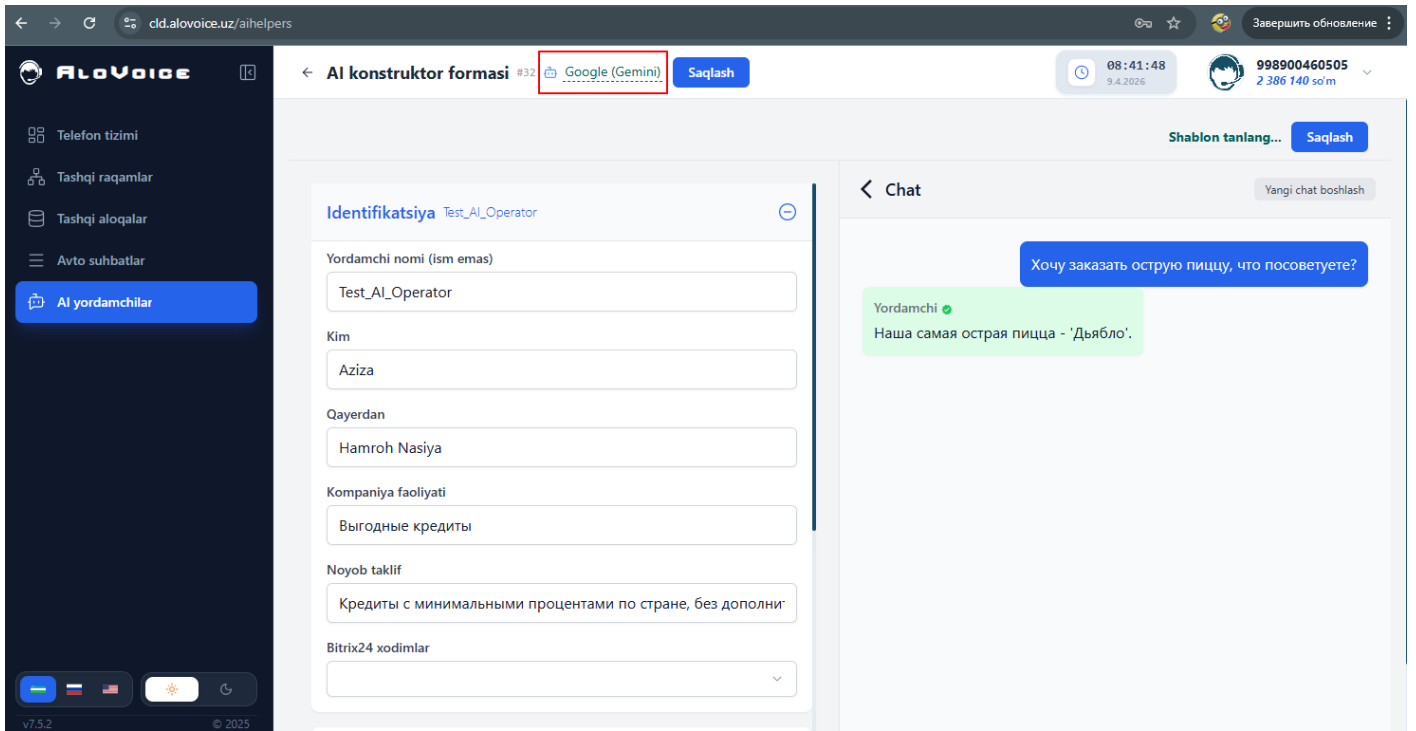 cld.alovoice.uz/aihelpers
Завершить обновление
ALOVOICE
AI konstruktor formasi #32 Google (Gemini) Saqlash
08:41:48
9.4.2026
998900460505
2 386 140 so'm
Telefon tizimi
Tashqi raqamlar
Tashqi aloqalar
Avto suhbatlar
AI yordamchilar
Shablon tanlang... Saqlash
Identifikatsiya Test_AI_Operator
Yordamchi nomi (ism emas)
Test_AI_Operator
Kim
Aziza
Qayerdan
Hamroh Nasiya
Kompaniya faoliyati
Выгодные кредиты
Noyob taklif
Кредиты с минимальными процентами по стране, без дополнит
Bitrix24 xodimlar
Chat
Yangi chat boshlash
Хочу заказать острую пиццу, что посоветуете?
Yordamchi
Наша самая острая пицца - 'Дьябло'.
v7.5.2 © 2025